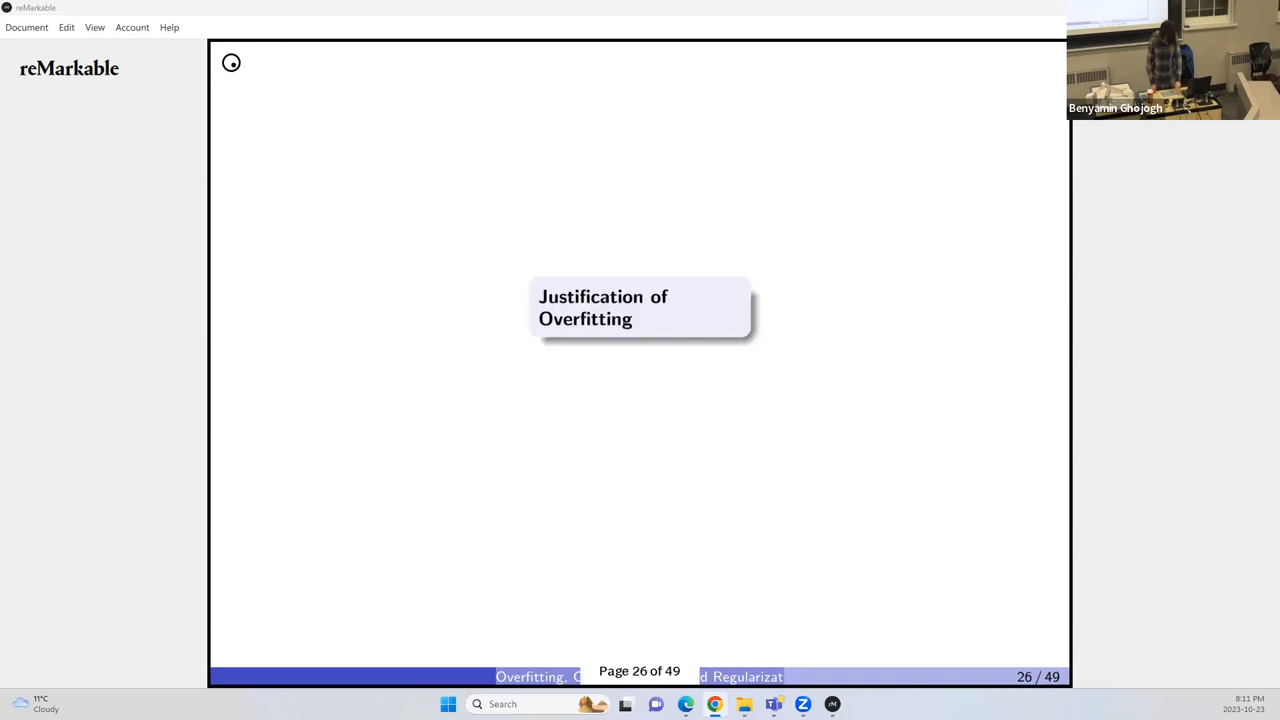 reMarkable
Document Edit View Account Help
reMarkable
Benyamin Ghojogh
Justification of
Overfitting
Overfitting, C
Page 26 of 49
d Regularizat
26 / 49
11°C
Cloudy
Search
8:11 PM
2023-10-23